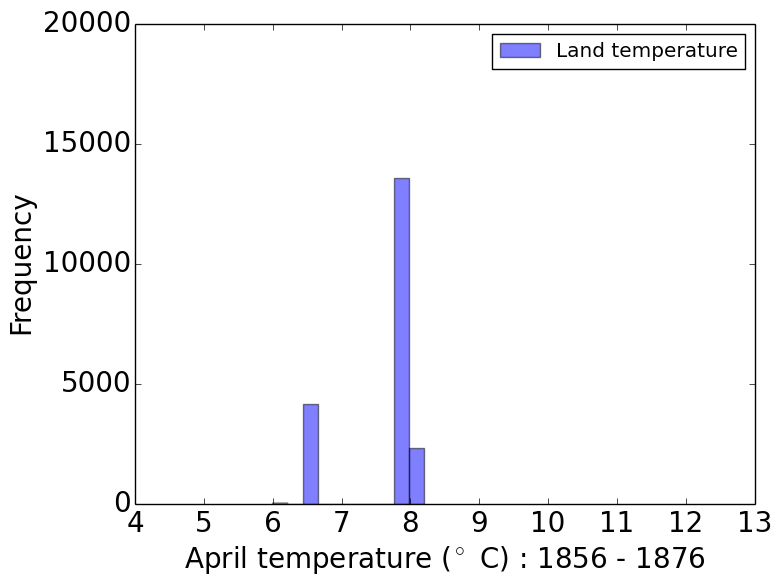 20000
Land temperature
15000
Frequency
10000
5000
0
4 5 6 7 8 9 10 11 12 13
April temperature (° C) : 1856 - 1876